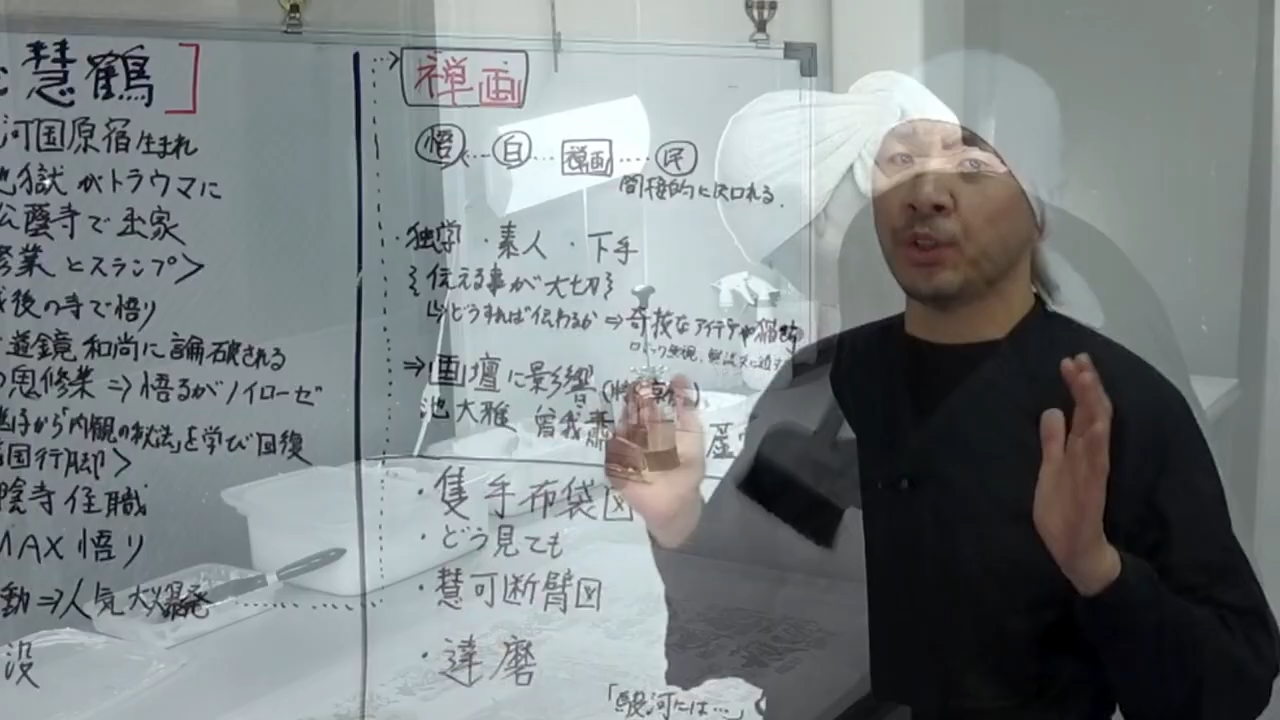 慧鶴]
河国原宿生まれ
地獄がトラウマに
蔭寺で出家
修業とスランプ>
後の寺で悟り
道鏡和尚に論破される
鬼修業⇒悟るがノイローゼ
から「内観の秘法」を学び回復
国行脚>
陰寺住職
MAX悟り
動⇒人気大爆発
没
禅画
悟 白 禅画 民
間接的に
・独学・素人・下手
{伝える事が大切}
↳どうすれば伝わるか⇒奇抜なアイデアや
⇒画壇に影響
池大雅 曾我蕭
・隻手布袋図
・どう見ても
・慧可断臂図
・達磨
「駿河には…」